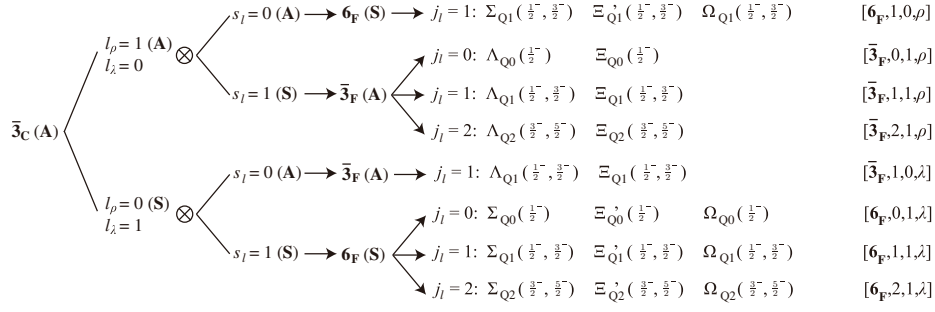 s_l = 0 (A) → 6_F (S) → j_l = 1: Σ_Q1(1/2⁻, 3/2⁻) Ξ'_Q1(1/2⁻, 3/2⁻) Ω_Q1(1/2⁻, 3/2⁻) [6_F,1,0,ρ]
l_ρ = 1 (A)
l_λ = 0 ⊗
j_l = 0: Λ_Q0(1/2⁻) Ξ_Q0(1/2⁻) [3̄_F,0,1,ρ]
s_l = 1 (S) → 3̄_F (A) j_l = 1: Λ_Q1(1/2⁻, 3/2⁻) Ξ_Q1(1/2⁻, 3/2⁻) [3̄_F,1,1,ρ]
j_l = 2: Λ_Q2(3/2⁻, 5/2⁻) Ξ_Q2(3/2⁻, 5/2⁻) [3̄_F,2,1,ρ]
3̄_C (A)
s_l = 0 (A) → 3̄_F (A) → j_l = 1: Λ_Q1(1/2⁻, 3/2⁻) Ξ_Q1(1/2⁻, 3/2⁻) [3̄_F,1,0,λ]
l_ρ = 0 (S)
l_λ = 1 ⊗
j_l = 0: Σ_Q0(1/2⁻) Ξ'_Q0(1/2⁻) Ω_Q0(1/2⁻) [6_F,0,1,λ]
s_l = 1 (S) → 6_F (S) j_l = 1: Σ_Q1(1/2⁻, 3/2⁻) Ξ'_Q1(1/2⁻, 3/2⁻) Ω_Q1(1/2⁻, 3/2⁻) [6_F,1,1,λ]
j_l = 2: Σ_Q2(3/2⁻, 5/2⁻) Ξ'_Q2(3/2⁻, 5/2⁻) Ω_Q2(3/2⁻, 5/2⁻) [6_F,2,1,λ]